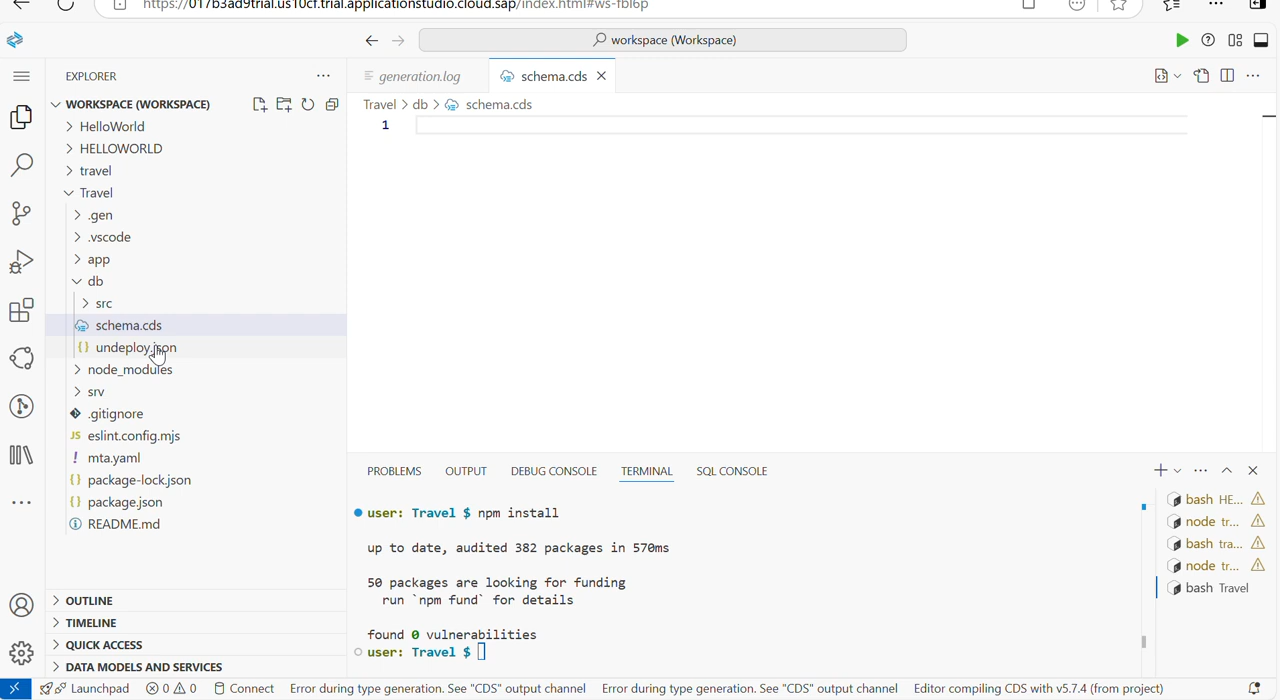 https://017b3ad9trial.us10cf.trial.applicationstudio.cloud.sap/index.html#ws-fbl6p
workspace (Workspace)
EXPLORER
generation.log
schema.cds
WORKSPACE (WORKSPACE)
Travel > db > schema.cds
1
HelloWorld
HELLOWORLD
travel
Travel
.gen
.vscode
app
db
src
schema.cds
undeploy.json
node_modules
srv
.gitignore
eslint.config.mjs
mta.yaml
package-lock.json
package.json
README.md
OUTLINE
TIMELINE
QUICK ACCESS
DATA MODELS AND SERVICES
PROBLEMS OUTPUT DEBUG CONSOLE TERMINAL SQL CONSOLE
user: Travel $ npm install
up to date, audited 382 packages in 570ms
50 packages are looking for funding
run `npm fund` for details
found 0 vulnerabilities
user: Travel $
bash HE...
node tr...
bash tra...
node tr...
bash Travel
Launchpad 0 0 Connect Error during type generation. See "CDS" output channel Error during type generation. See "CDS" output channel Editor compiling CDS with v5.7.4 (from project)